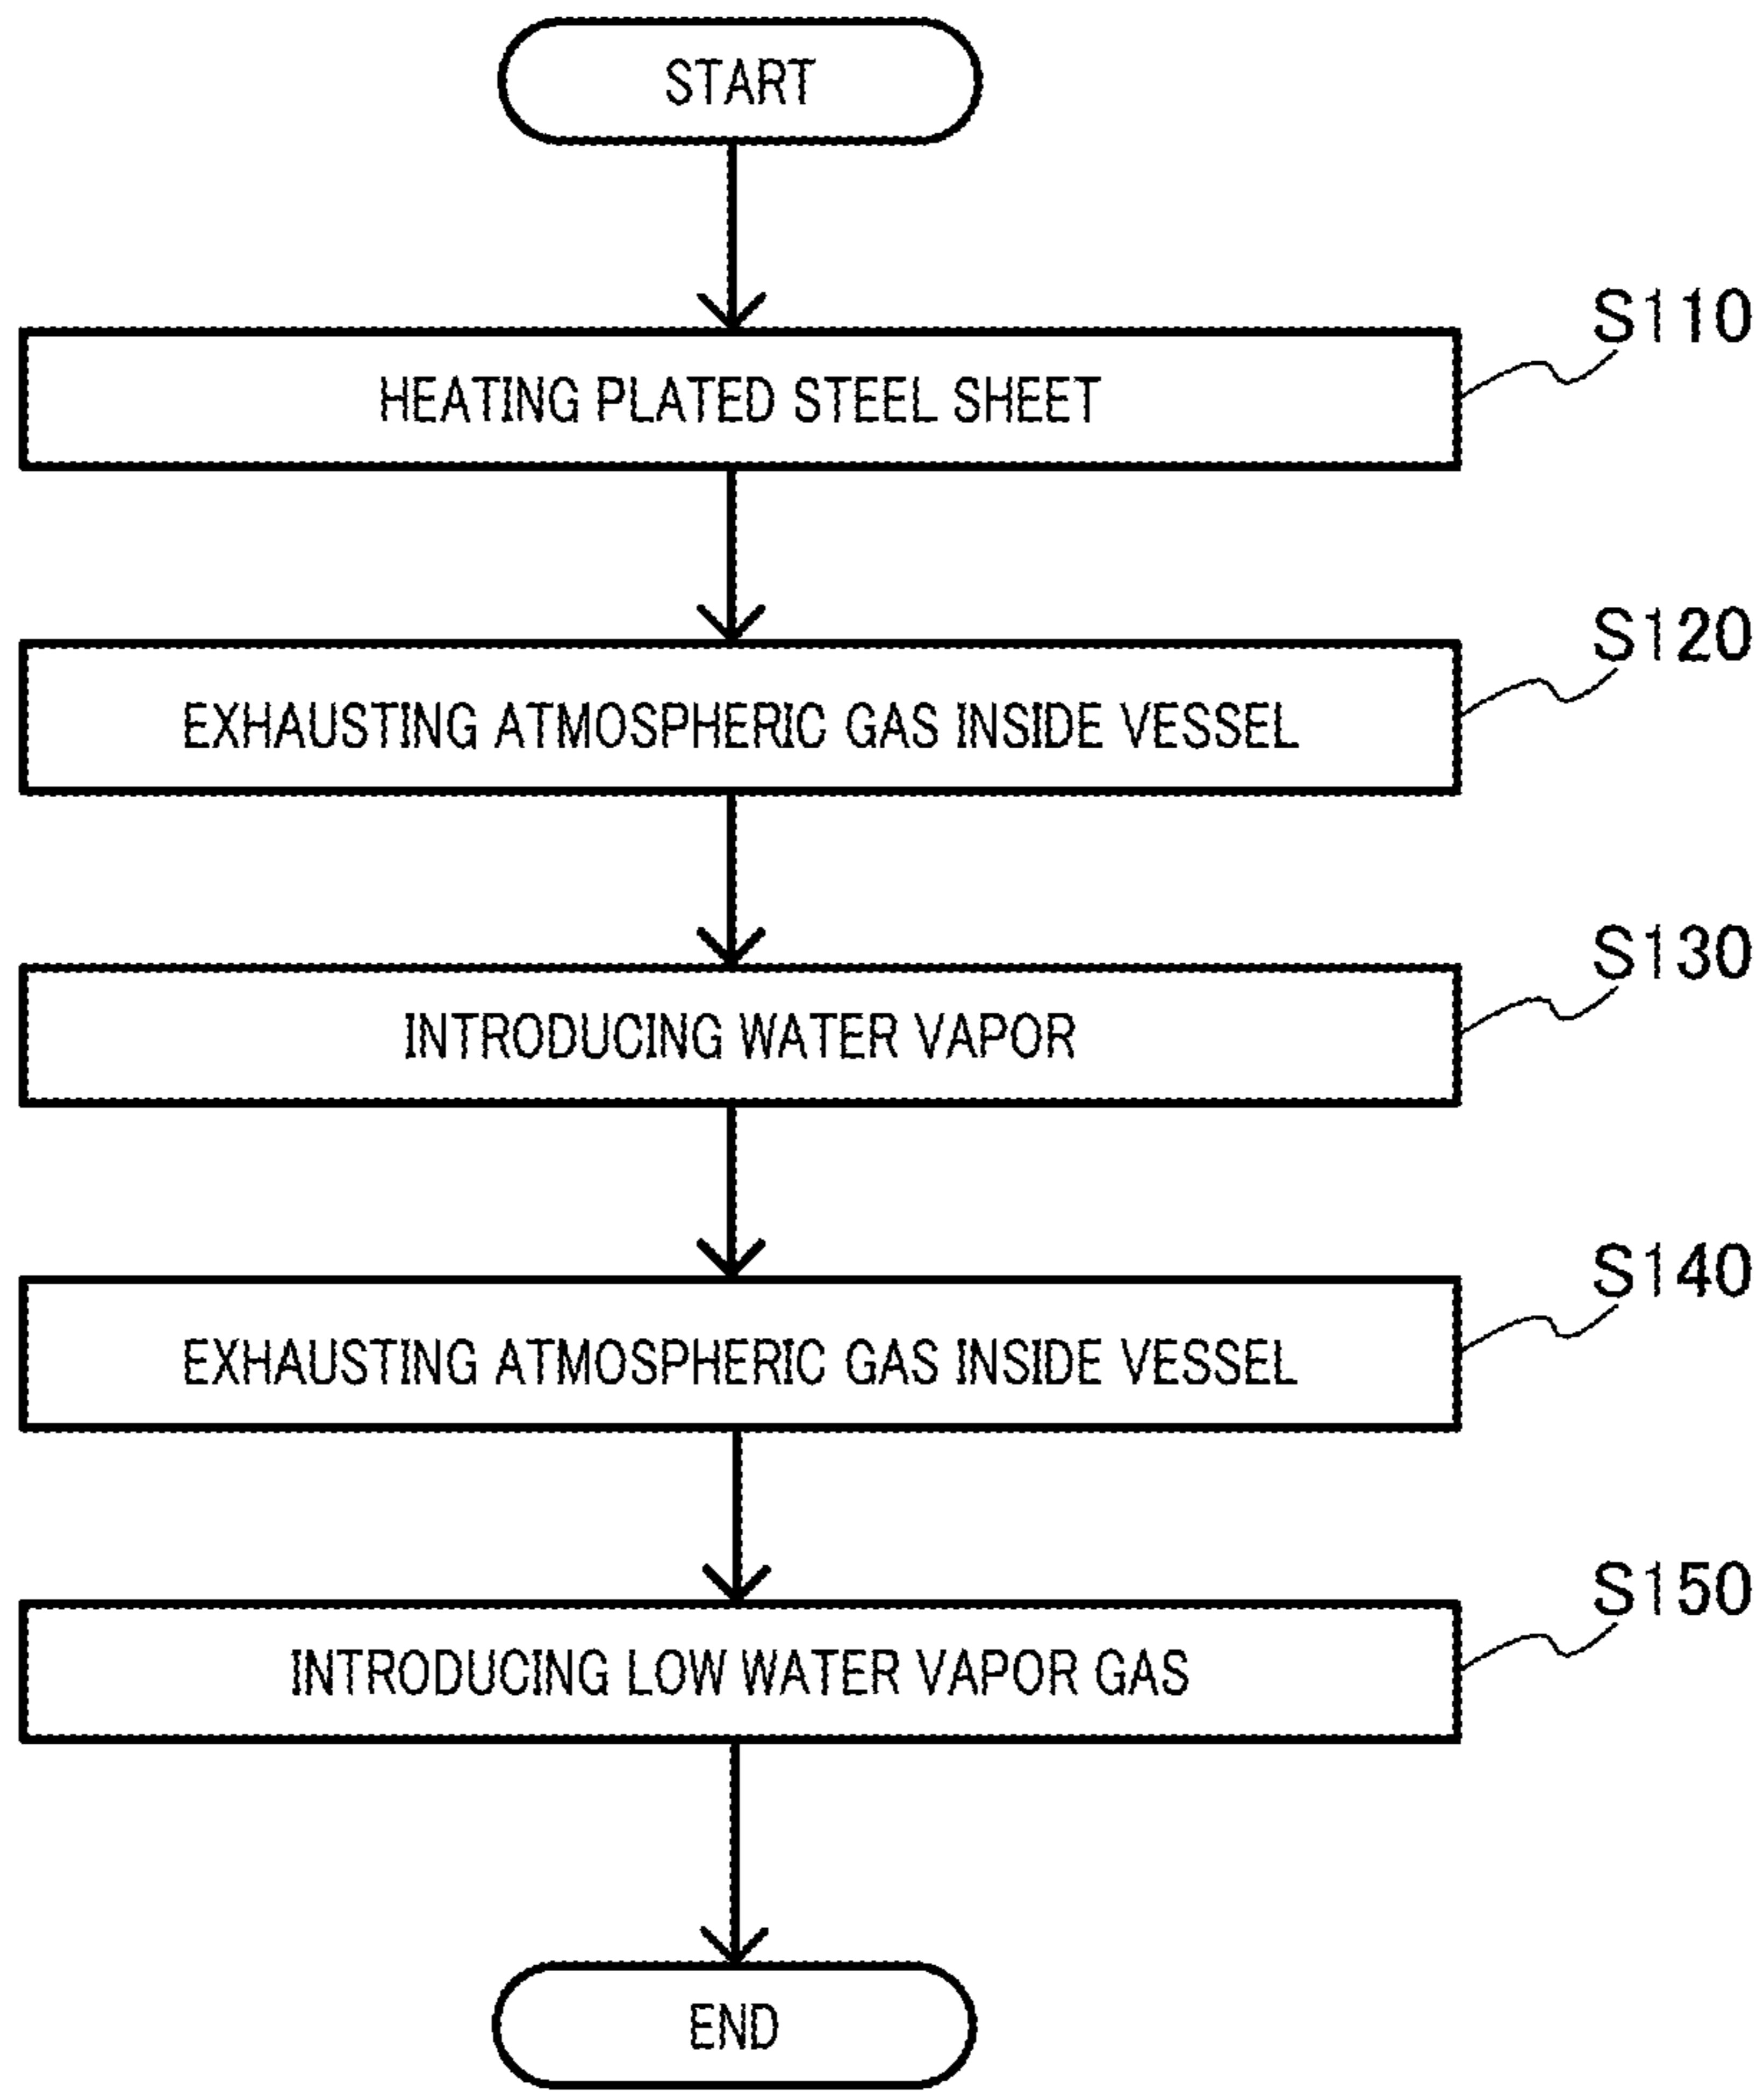 START
S110
HEATING PLATED STEEL SHEET
S120
EXHAUSTING ATMOSPHERIC GAS INSIDE VESSEL
S130
INTRODUCING WATER VAPOR
S140
EXHAUSTING ATMOSPHERIC GAS INSIDE VESSEL
S150
INTRODUCING LOW WATER VAPOR GAS
END